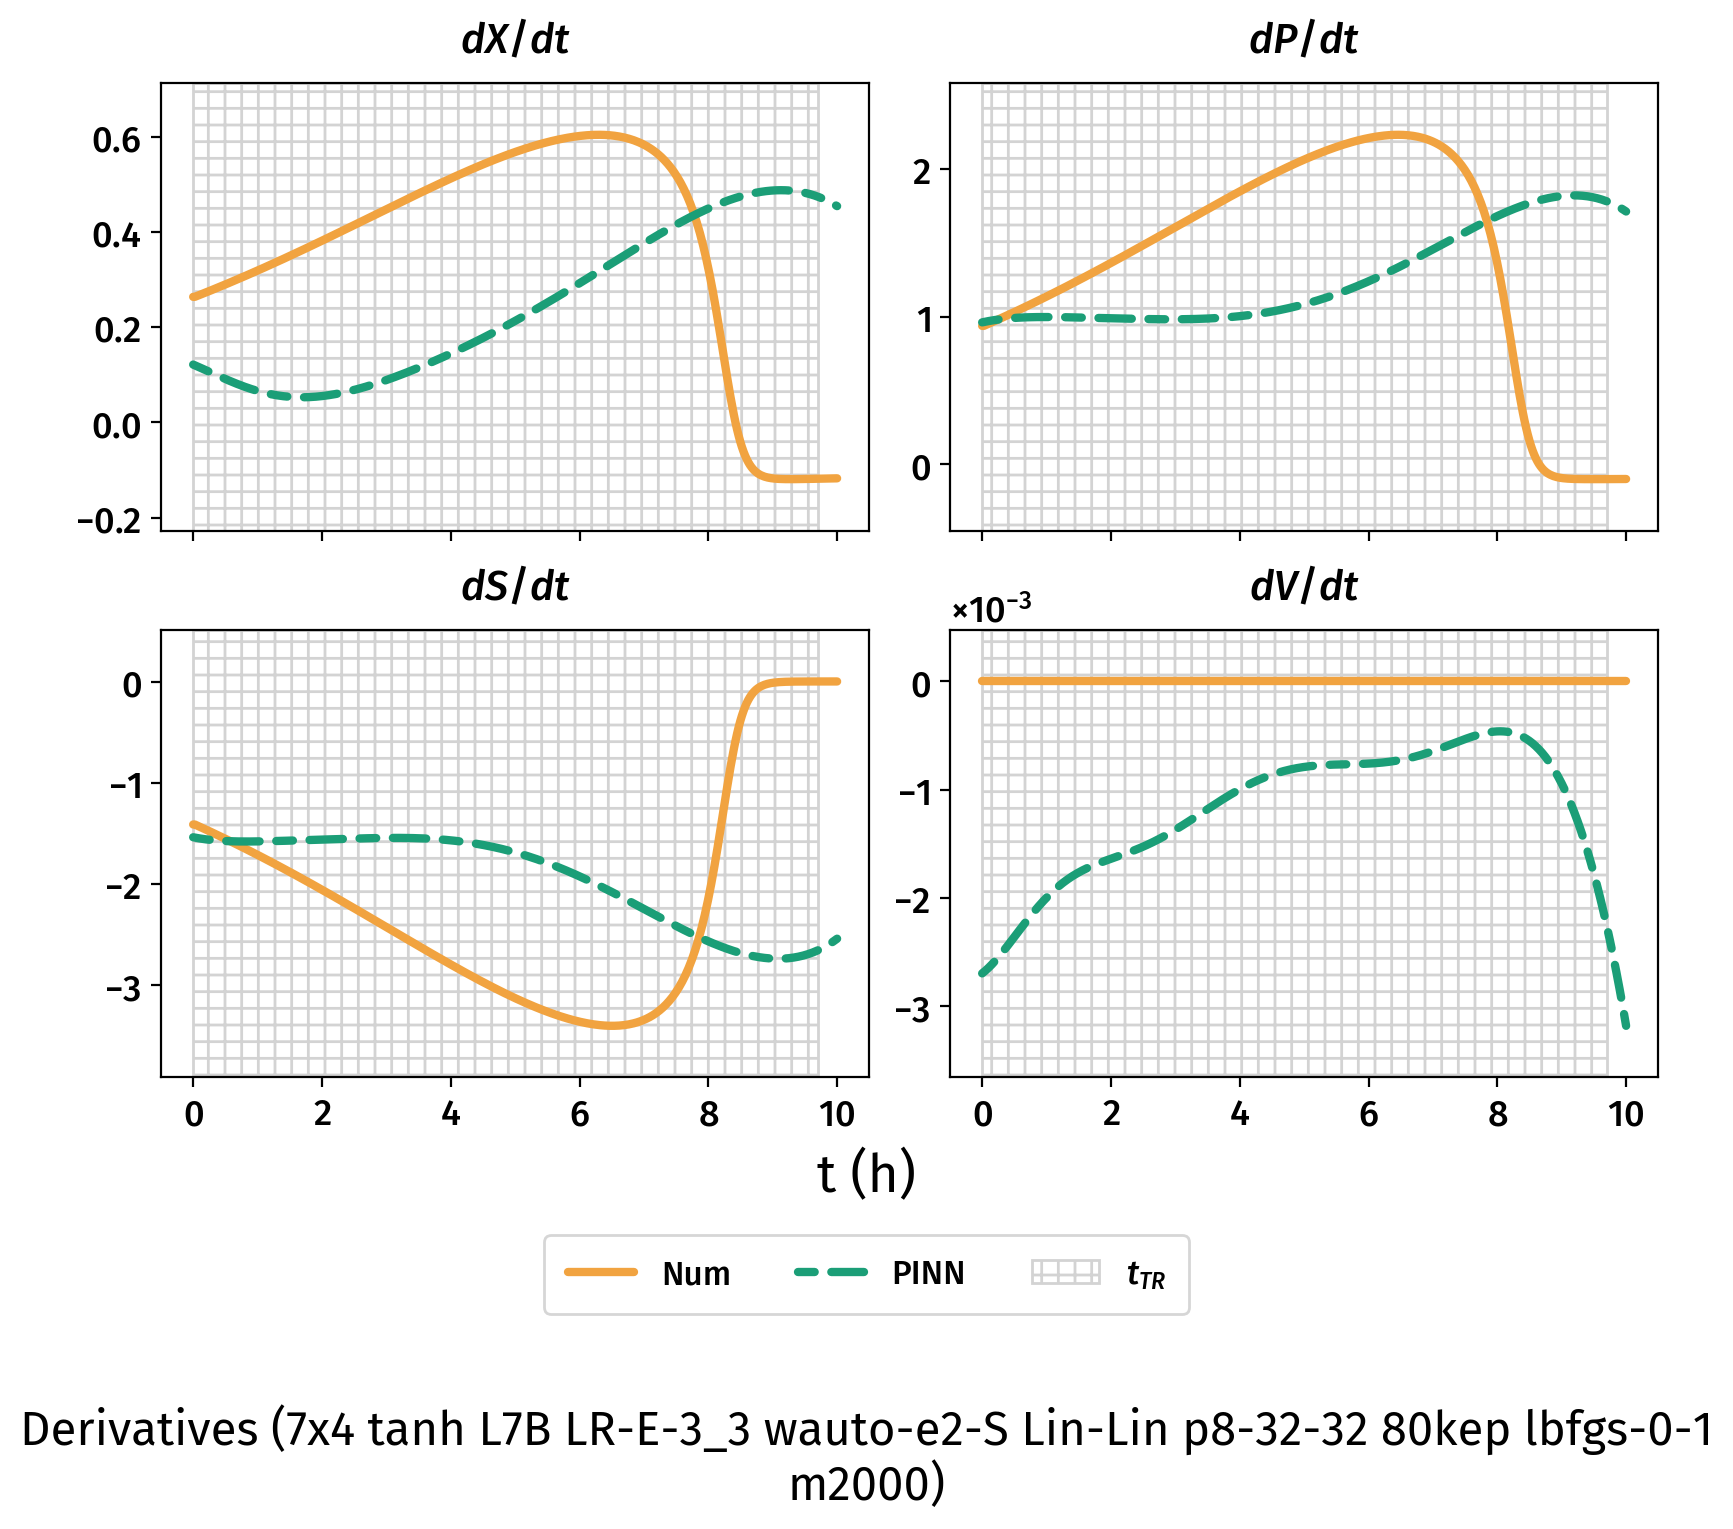 dX/dt
dP/dt
0.6
0.4
0.2
0.0
−0.2
2
1
0
dS/dt
dV/dt
×10⁻³
0
−1
−2
−3
0
−1
−2
−3
0 2 4 6 8 10
0 2 4 6 8 10
t (h)
Num PINN t_TR
Derivatives (7x4 tanh L7B LR-E-3_3 wauto-e2-S Lin-Lin p8-32-32 80kep lbfgs-0-1
m2000)